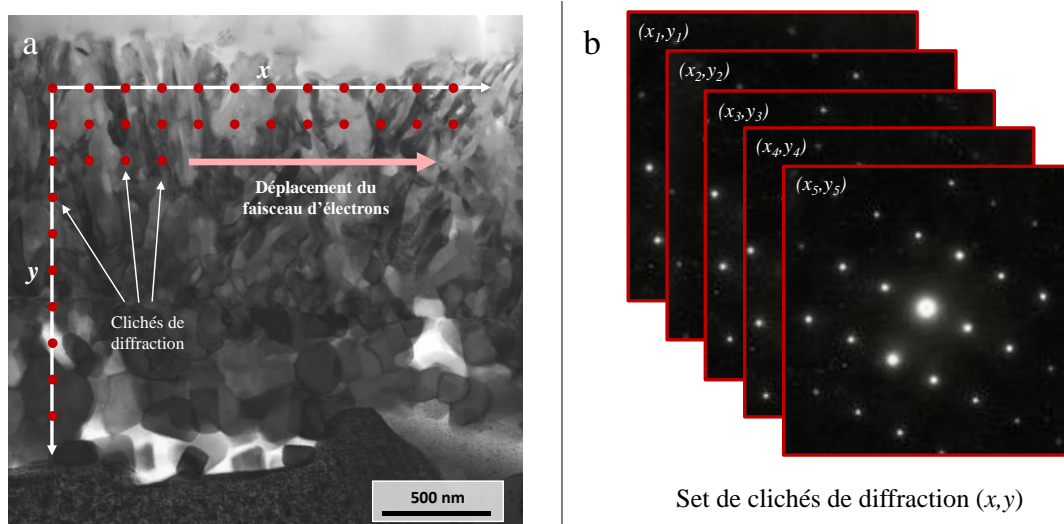 a
x
Déplacement du
faisceau d'électrons
y
Clichés de
diffraction
500 nm
b
(x1,y1)
(x2,y2)
(x3,y3)
(x4,y4)
(x5,y5)
Set de clichés de diffraction (x,y)